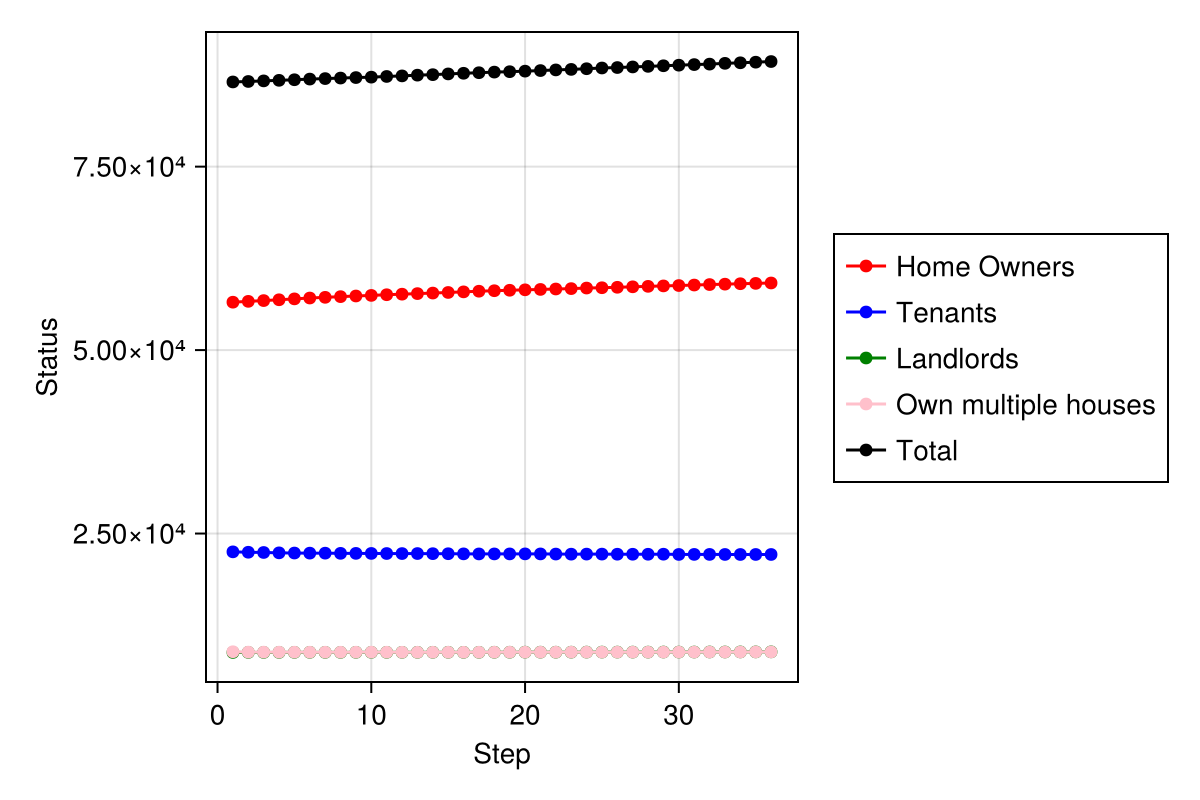 7.50×10⁴
5.00×10⁴
2.50×10⁴
Status
0 10 20 30
Step
Home Owners
Tenants
Landlords
Own multiple houses
Total